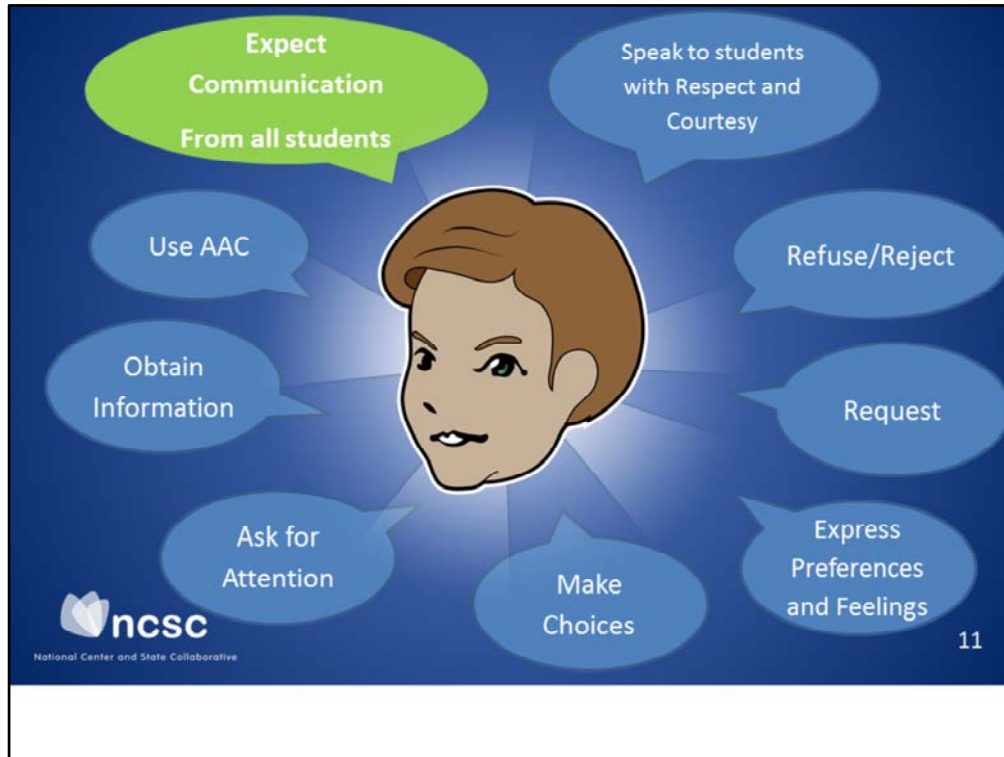 Expect
Communication
From all students
Speak to students
with Respect and
Courtesy
Use AAC
Refuse/Reject
Obtain
Information
Request
Ask for
Attention
Make
Choices
Express
Preferences
and Feelings
ncsc
National Center and State Collaborative
11